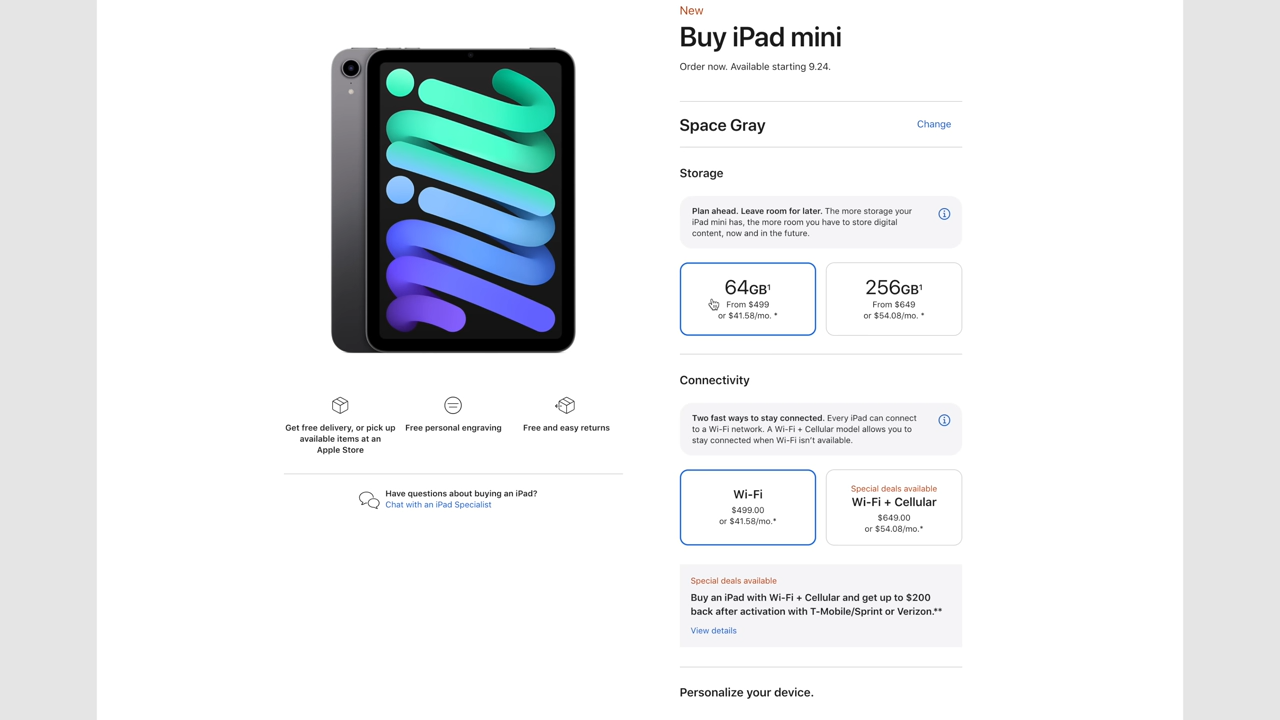 New
Buy iPad mini
Order now. Available starting 9.24.
Space Gray
Change
Storage
Plan ahead. Leave room for later. The more storage your
iPad mini has, the more room you have to store digital
content, now and in the future.
64GB¹
From $499
or $41.58/mo. *
256GB¹
From $649
or $54.08/mo. *
Connectivity
Two fast ways to stay connected. Every iPad can connect
to a Wi-Fi network. A Wi-Fi + Cellular model allows you to
stay connected when Wi-Fi isn't available.
Wi-Fi
$499.00
or $41.58/mo.*
Special deals available
Wi-Fi + Cellular
$649.00
or $54.08/mo.*
Special deals available
Buy an iPad with Wi-Fi + Cellular and get up to $200
back after activation with T-Mobile/Sprint or Verizon.**
View details
Personalize your device.
Get free delivery, or pick up
available items at an
Apple Store
Free personal engraving
Free and easy returns
Have questions about buying an iPad?
Chat with an iPad Specialist